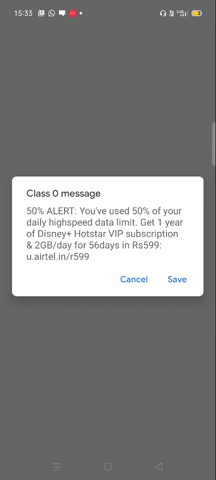 15:33
Class 0 message
50% ALERT: You've used 50% of your
daily highspeed data limit. Get 1 year
of Disney+ Hotstar VIP subscription
& 2GB/day for 56days in Rs599:
u.airtel.in/r599
Cancel Save